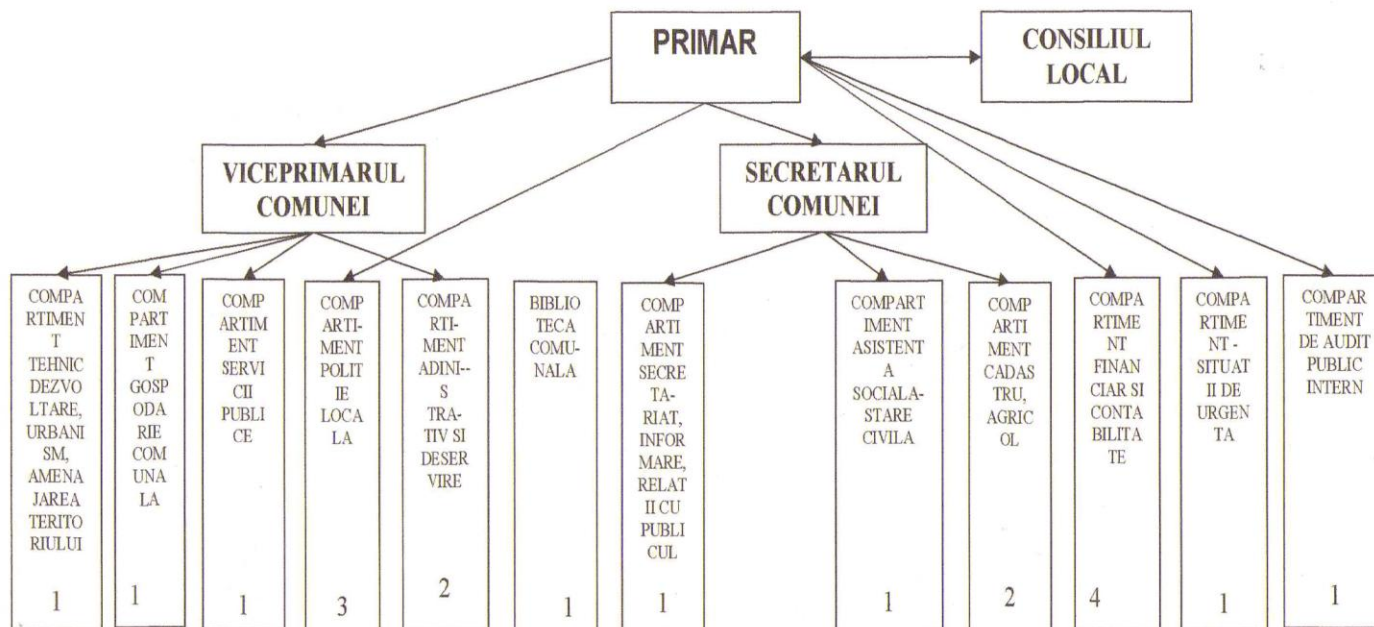 PRIMAR
CONSILIUL
LOCAL
VICEPRIMARUL
COMUNEI
SECRETARUL
COMUNEI
COMPA
RTIMEN
T
TEHNIC
DEZVO
LTARE,
URBANI
SM,
AMENA
JAREA
TERITO
RIULUI
1
COM
PART
IMEN
T
GOSP
ODA
RIE
COM
UNA
LA
1
COMP
ARTIM
ENT
SERVI
CII
PUBLI
CE
1
COMP
ARTI-
MENT
POLIT
IE
LOCA
LA
3
COMPA
RTI-
MENT
ADINI--
S
TRA-
TIV SI
DESER
VIRE
2
BIBLIO
TECA
COMU-
NALA
1
COMP
ARTI
MENT
SECRE
TA-
RIAT,
INFOR
MARE,
RELAT
II CU
PUBLI
CUL
1
COMPART
IMENT
ASISTENT
A
SOCIALA-
STARE
CIVILA
1
COMP
ARTI
MENT
CADAS
TRU,
AGRIC
OL
2
COMPA
RTIME
NT
FINAN
CIAR SI
CONTA
BILITA
TE
4
COMPA
RTIME
NT -
SITUAT
II DE
URGEN
TA
1
COMPAR
TIMENT
DE AUDIT
PUBLIC
INTERN
1